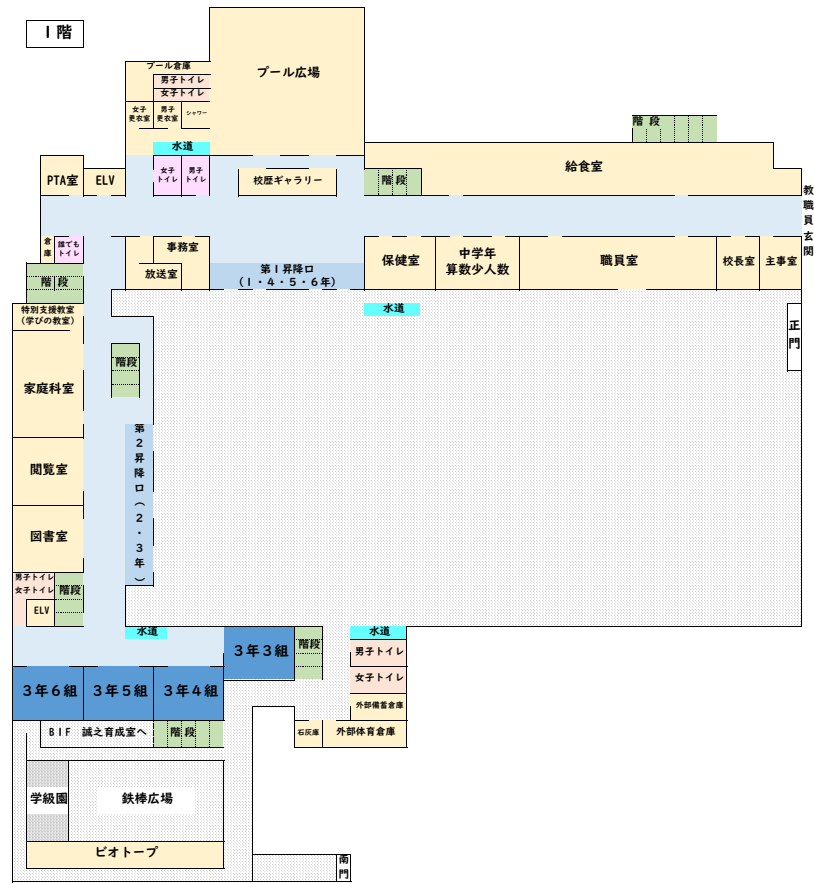 １階
プール倉庫
男子トイレ
女子トイレ
プール広場
女子
更衣室
男子
更衣室
シャワー
水道
階 段
給食室
PTA室
ELV
女子
トイレ
男子
トイレ
校歴ギャラリー
階 段
教職員玄関
倉庫
誰でも
トイレ
事務室
放送室
第１昇降口
（１・４・５・６年）
保健室
中学年
算数少人数
職員室
校長室
主事室
階 段
特別支援教室
（学びの教室）
水道
正門
階段
家庭科室
第２昇降口（２・３年）
閲覧室
図書室
男子トイレ
女子トイレ
階段
ELV
水道
３年３組
階段
水道
男子トイレ
女子トイレ
３年６組
３年５組
３年４組
外部備蓄倉庫
B1F　誠之育成室へ
階 段
石灰庫
外部体育倉庫
学級園
鉄棒広場
ビオトープ
南門